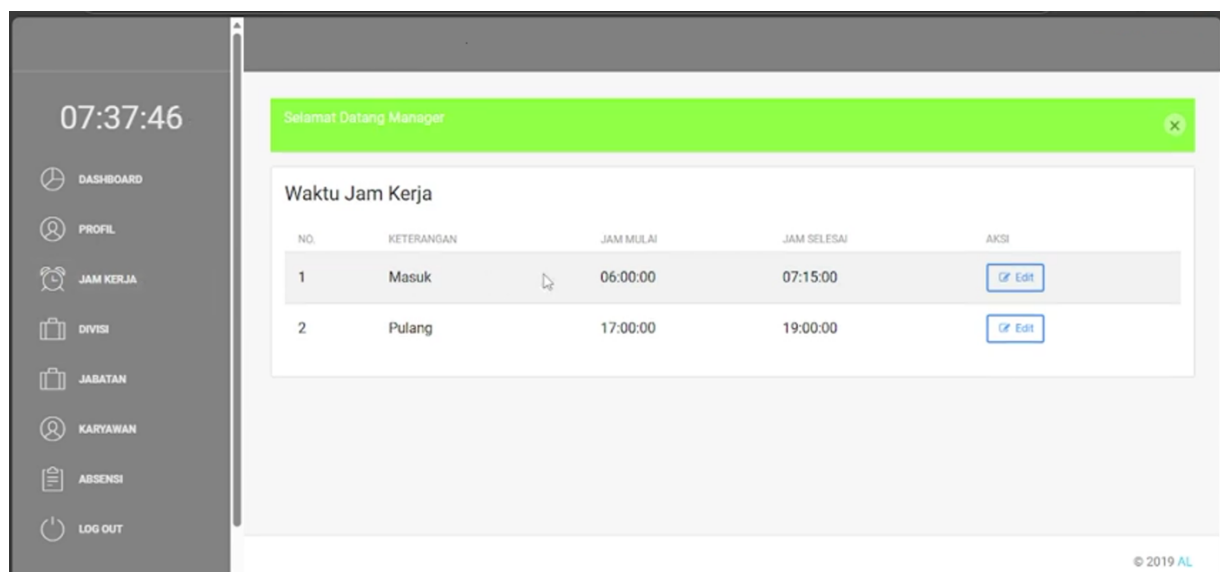 07:37:46
DASHBOARD
PROFIL
JAM KERJA
DIVISI
JABATAN
KARYAWAN
ABSENSI
LOG OUT
Selamat Datang Manager
Waktu Jam Kerja
NO. KETERANGAN JAM MULAI JAM SELESAI AKSI
1 Masuk 06:00:00 07:15:00 Edit
2 Pulang 17:00:00 19:00:00 Edit
© 2019 AL